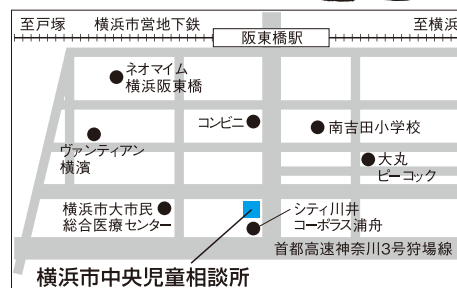 至戸塚 横浜市営地下鉄 阪東橋駅 至横浜
ネオマイム
横浜阪東橋
コンビニ
南吉田小学校
ヴァンティアン
横濱
大丸
ピーコック
横浜市大市民
総合医療センター
シティ川井
コーポラス浦舟
首都高速神奈川3号狩場線
横浜市中央児童相談所